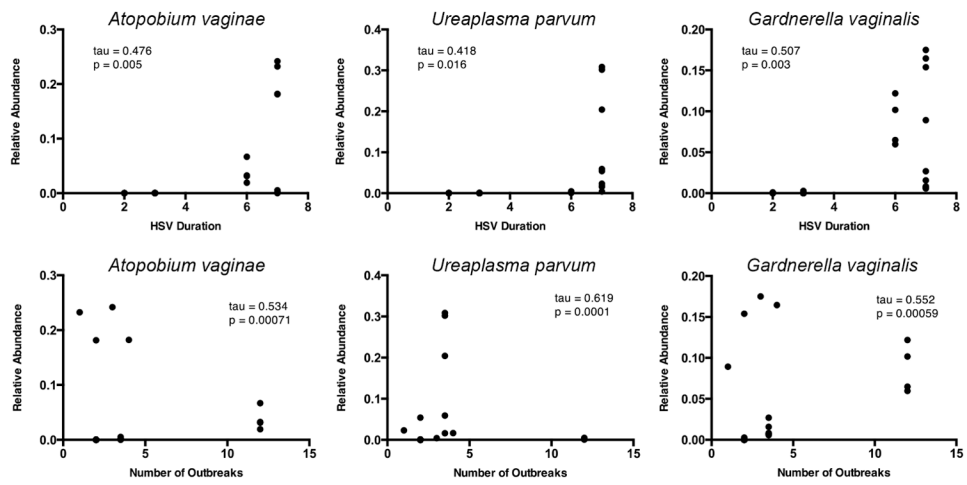 Atopobium vaginae
Ureaplasma parvum
Gardnerella vaginalis
0.3
0.2
0.1
0.0
Relative Abundance
tau = 0.476
p = 0.005
0 2 4 6 8
HSV Duration
0.4
0.3
0.2
0.1
0.0
Relative Abundance
tau = 0.418
p = 0.016
0 2 4 6 8
HSV Duration
0.20
0.15
0.10
0.05
0.00
Relative Abundance
tau = 0.507
p = 0.003
0 2 4 6 8
HSV Duration
Atopobium vaginae
Ureaplasma parvum
Gardnerella vaginalis
0.3
0.2
0.1
0.0
Relative Abundance
tau = 0.534
p = 0.00071
0 5 10 15
Number of Outbreaks
0.4
0.3
0.2
0.1
0.0
Relative Abundance
tau = 0.619
p = 0.0001
0 5 10 15
Number of Outbreaks
0.20
0.15
0.10
0.05
0.00
Relative Abundance
tau = 0.552
p = 0.00059
0 5 10 15
Number of Outbreaks